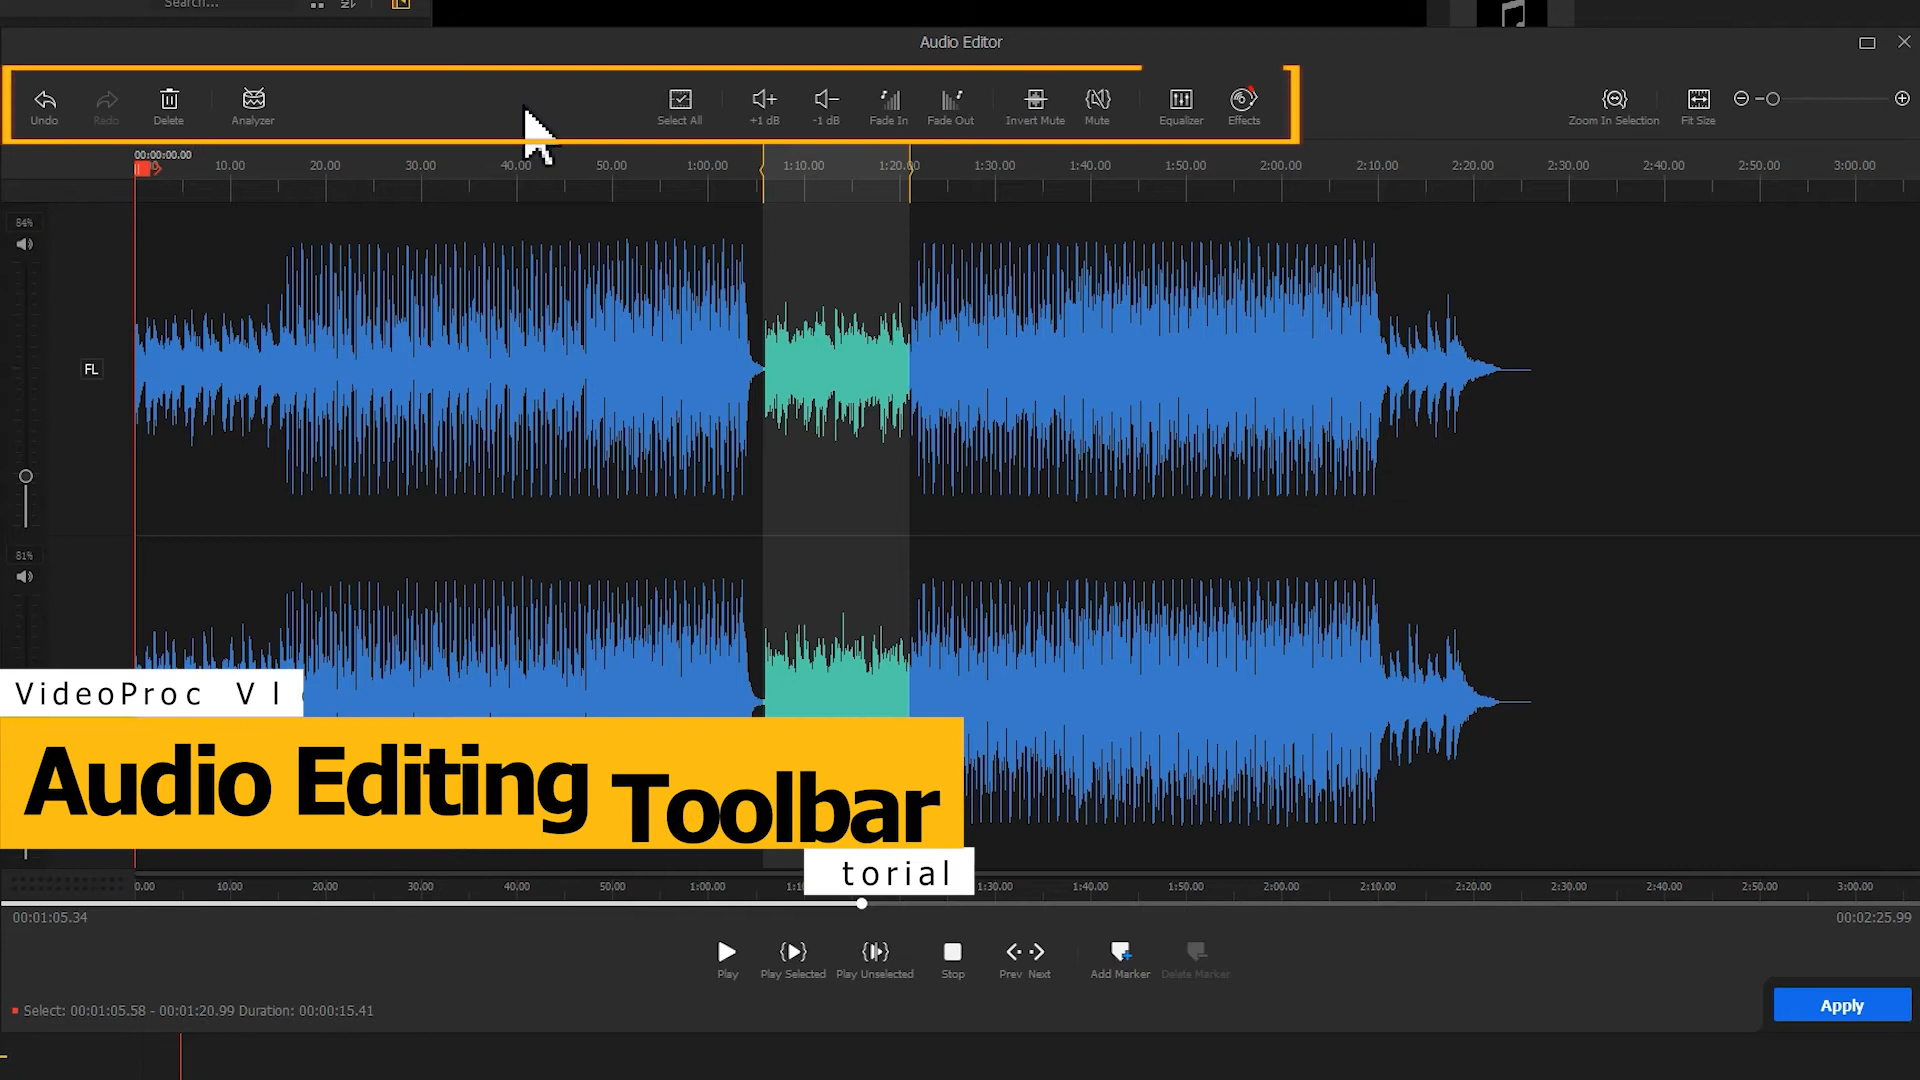 Search...
Audio Editor
Undo Redo Delete Analyzer Select All +1 dB -1 dB Fade In Fade Out Invert Mute Mute Equalizer Effects Zoom In Selection Fit Size
00:00:00.00
10.00 20.00 30.00 40.00 50.00 1:00.00 1:10.00 1:20.00 1:30.00 1:40.00 1:50.00 2:00.00 2:10.00 2:20.00 2:30.00 2:40.00 2:50.00 3:00.00
84%
FL
81%
VideoProc Vl
Audio Editing Toolbar
torial
0.00 10.00 20.00 30.00 40.00 50.00 1:00.00 1:30.00 1:40.00 1:50.00 2:00.00 2:10.00 2:20.00 2:30.00 2:40.00 2:50.00 3:00.00
00:01:05.34 00:02:25.99
Play Play Selected Play Unselected Stop Prev Next Add Marker Delete Marker
Select: 00:01:05.58 - 00:01:20.99 Duration: 00:00:15.41
Apply